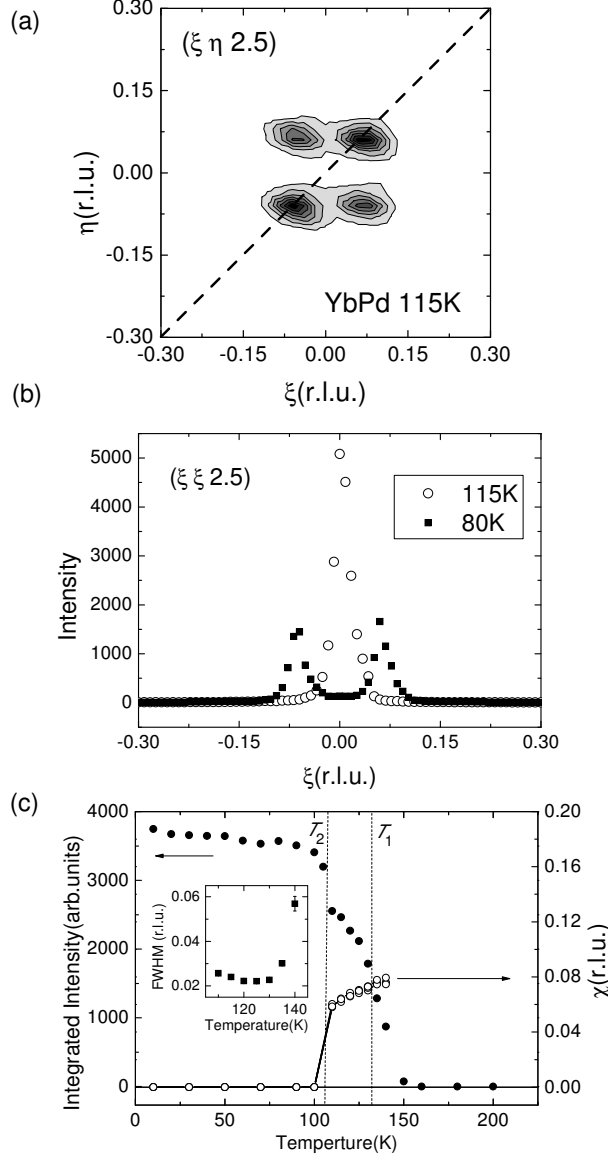 (a)
0.30
0.15
0.00
-0.15
-0.30
η(r.l.u.)
(ξ η 2.5)
YbPd 115K
-0.30 -0.15 0.00 0.15 0.30
ξ(r.l.u.)
(b)
5000
4000
3000
2000
1000
0
Intensity
(ξ ξ 2.5)
115K
80K
-0.30 -0.15 0.00 0.15 0.30
ξ(r.l.u.)
(c)
4000
3000
2000
1000
0
Integrated Intensity(arb.units)
T2 T1
0.20
0.16
0.12
0.08
0.04
0.00
χ(r.l.u.)
0.06
0.04
0.02
FWHM (r.l.u.)
120 140
Temperature(K)
0 50 100 150 200
Temperture(K)